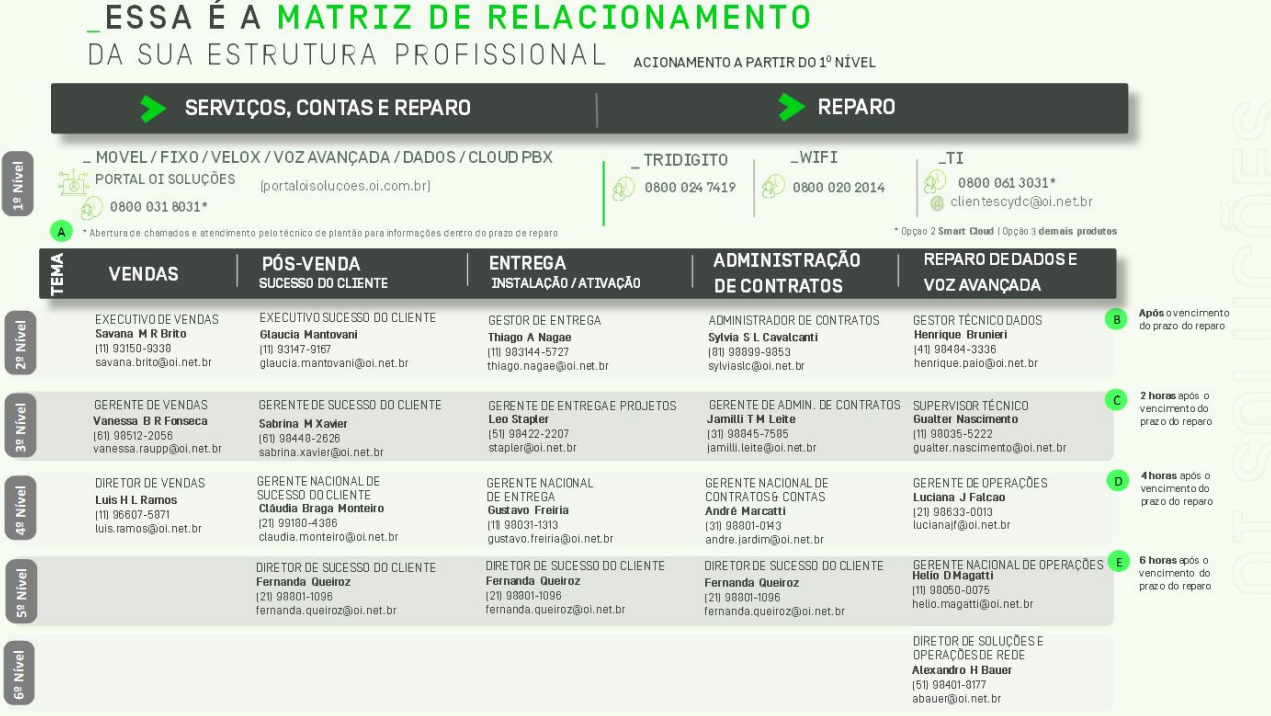 _ESSA É A MATRIZ DE RELACIONAMENTO
DA SUA ESTRUTURA PROFISSIONAL
ACIONAMENTO A PARTIR DO 1º NÍVEL
SERVIÇOS, CONTAS E REPARO
REPARO
1º Nível
_ MOVEL / FIXO / VELOX / VOZ AVANÇADA / DADOS / CLOUD PBX
PORTAL OI SOLUÇÕES
(portaloisolucoes.oi.com.br)
0800 031 8031*
_ TRIDIGITO
0800 024 7419
_WIFI
0800 020 2014
_TI
0800 061 3031*
clientescydc@oi.net.br
A
* Abertura de chamados e atendimento pelo técnico de plantão para informações dentro do prazo de reparo
* Opçao 2 Smart Cloud | Opção 3 demais produtos
TEMA
VENDAS
PÓS-VENDA
SUCESSO DO CLIENTE
ENTREGA
INSTALAÇÃO / ATIVAÇÃO
ADMINISTRAÇÃO
DE CONTRATOS
REPARO DE DADOS E
VOZ AVANÇADA
2º Nível
EXECUTIVO DE VENDAS
Savana M R Brito
(11) 93150-9338
savana.brito@oi.net.br
EXECUTIVO SUCESSO DO CLIENTE
Glaucia Mantovani
(11) 93147-9167
glaucia.mantovani@oi.net.br
GESTOR DE ENTREGA
Thiago A Nagae
(11) 983144-5727
thiago.nagae@oi.net.br
ADMINISTRADOR DE CONTRATOS
Sylvia S L Cavalcanti
(81) 98899-9853
sylviaslc@oi.net.br
GESTOR TÉCNICO DADOS
Henrique Brunieri
(41) 98484-3336
henrique.paio@oi.net.br
B
Após o vencimento
do prazo do reparo
3º Nível
GERENTE DE VENDAS
Vanessa B R Fonseca
(61) 98512-2056
vanessa.raupp@oi.net.br
GERENTE DE SUCESSO DO CLIENTE
Sabrina M Xavier
(61) 98448-2626
sabrina.xavier@oi.net.br
GERENTE DE ENTREGA E PROJETOS
Leo Stapler
(51) 98422-2207
stapler@oi.net.br
GERENTE DE ADMIN. DE CONTRATOS
Jamilli T M Leite
(31) 98845-7585
jamilli.leite@oi.net.br
SUPERVISOR TÉCNICO
Gualter Nascimento
(11) 98035-5222
gualter.nascimento@oi.net.br
C
2 horas após o
vencimento do
prazo do reparo
4º Nível
DIRETOR DE VENDAS
Luis H L Ramos
(11) 96607-5871
luis.ramos@oi.net.br
GERENTE NACIONAL DE
SUCESSO DO CLIENTE
Cláudia Braga Monteiro
(21) 99180-4386
claudia.monteiro@oi.net.br
GERENTE NACIONAL
DE ENTREGA
Gustavo Freiria
(11) 98031-1313
gustavo.freiria@oi.net.br
GERENTE NACIONAL DE
CONTRATOS & CONTAS
André Marcatti
(31) 98801-0143
andre.jardim@oi.net.br
GERENTE DE OPERAÇÕES
Luciana J Falcao
(21) 98633-0013
lucianajf@oi.net.br
D
4 horas após o
vencimento do
prazo do reparo
5º Nível
DIRETOR DE SUCESSO DO CLIENTE
Fernanda Queiroz
(21) 98801-1096
fernanda.queiroz@oi.net.br
DIRETOR DE SUCESSO DO CLIENTE
Fernanda Queiroz
(21) 98801-1096
fernanda.queiroz@oi.net.br
DIRETOR DE SUCESSO DO CLIENTE
Fernanda Queiroz
(21) 98801-1096
fernanda.queiroz@oi.net.br
GERENTE NACIONAL DE OPERAÇÕES
Helio D Magatti
(11) 98050-0075
helio.magatti@oi.net.br
E
6 horas após o
vencimento do
prazo do reparo
6º Nível
DIRETOR DE SOLUÇÕES E
OPERAÇÕES DE REDE
Alexandro H Bauer
(51) 98401-8177
abauer@oi.net.br
OI SOLUÇÕES